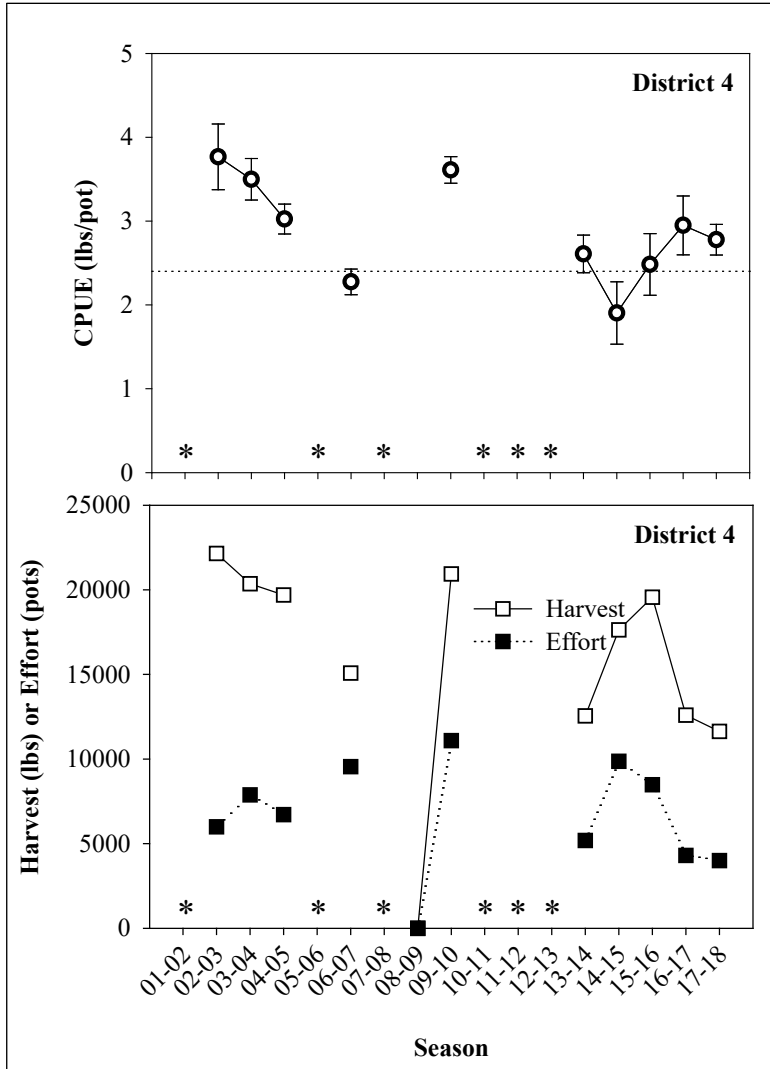 District 4
CPUE (lbs/pot)
5
4
3
2
1
0
* * * * * *
District 4
Harvest (lbs) or Effort (pots)
25000
20000
15000
10000
5000
0
Harvest
Effort
* * * * * *
01-02 02-03 03-04 04-05 05-06 06-07 07-08 08-09 09-10 10-11 11-12 12-13 13-14 14-15 15-16 16-17 17-18
Season